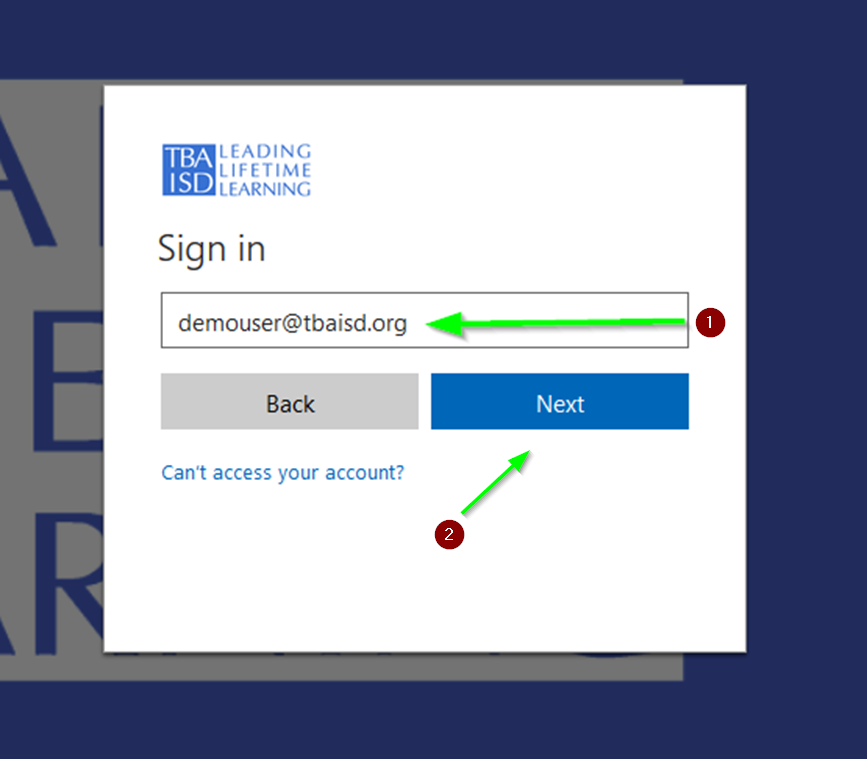 TBA
ISD
LEADING
LIFETIME
LEARNING
Sign in
demouser@tbaisd.org
1
Back
Next
Can't access your account?
2